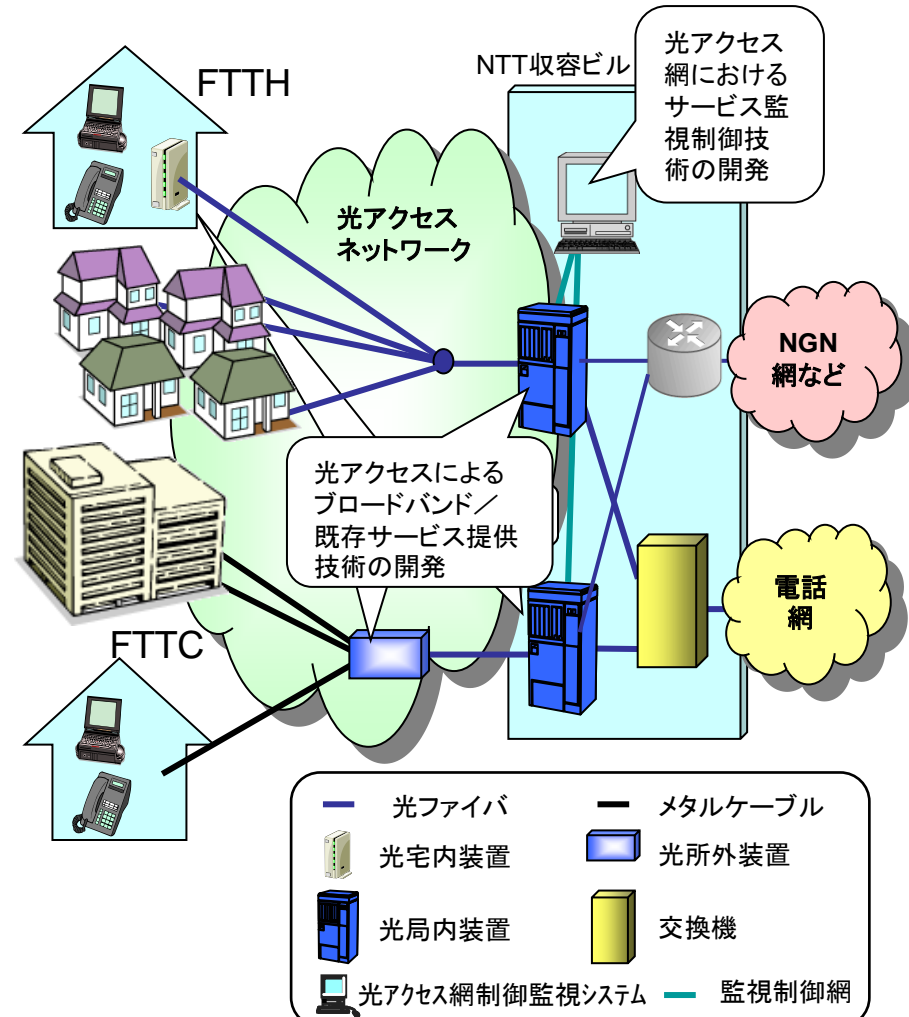 FTTH
NTT収容ビル
光アクセス
網における
サービス監
視制御技
術の開発
光アクセス
ネットワーク
NGN
網など
光アクセスによる
ブロードバンド／
既存サービス提供
技術の開発
電話
網
FTTC
光ファイバ
メタルケーブル
光宅内装置
光所外装置
光局内装置
交換機
光アクセス網制御監視システム
監視制御網